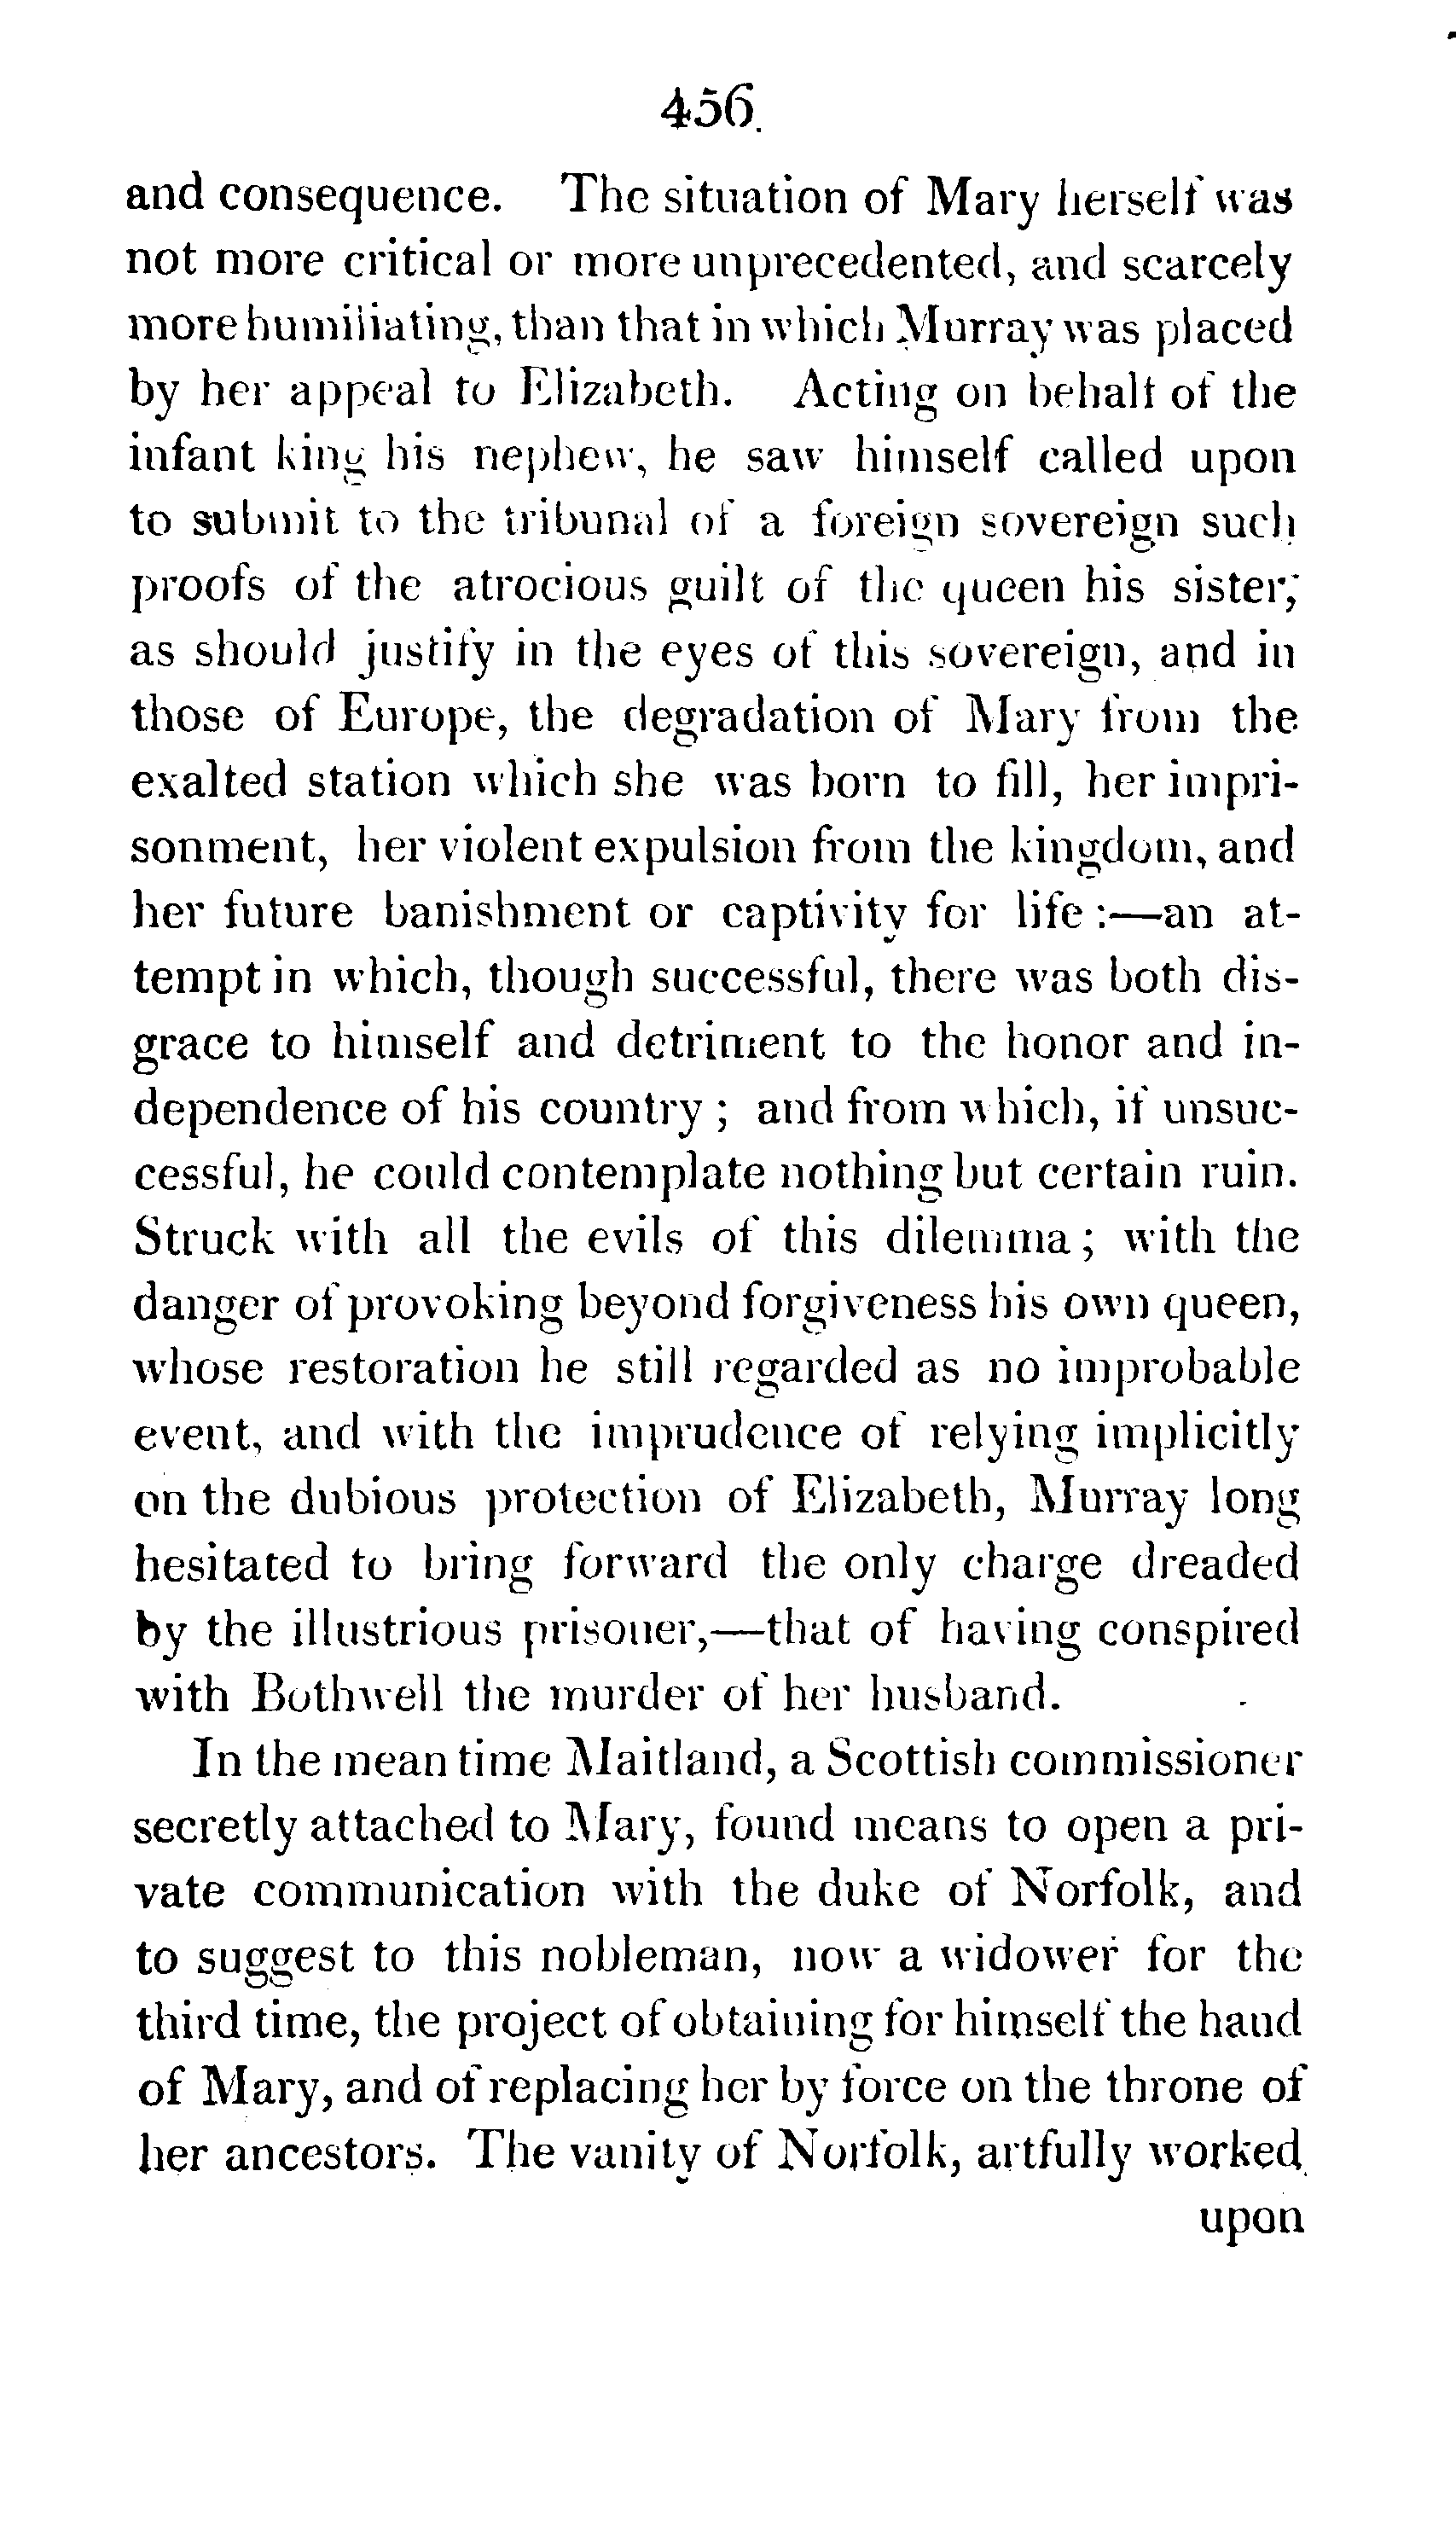 456
and consequence. The situation of Mary herself was
not more critical or more unprecedented, and scarcely
more humiliating, than that in which Murray was placed
by her appeal to Elizabeth. Acting on behalf of the
infant king his nephew, he saw himself called upon
to submit to the tribunal of a foreign sovereign such
proofs of the atrocious guilt of the queen his sister,
as should justify in the eyes of this sovereign, and in
those of Europe, the degradation of Mary from the
exalted station which she was born to fill, her impri-
sonment, her violent expulsion from the kingdom, and
her future banishment or captivity for life :—an at-
tempt in which, though successful, there was both dis-
grace to himself and detriment to the honor and in-
dependence of his country ; and from which, if unsuc-
cessful, he could contemplate nothing but certain ruin.
Struck with all the evils of this dilemma ; with the
danger of provoking beyond forgiveness his own queen,
whose restoration he still regarded as no improbable
event, and with the imprudence of relying implicitly
on the dubious protection of Elizabeth, Murray long
hesitated to bring forward the only charge dreaded
by the illustrious prisoner,—that of having conspired
with Bothwell the murder of her husband.
In the mean time Maitland, a Scottish commissioner
secretly attached to Mary, found means to open a pri-
vate communication with the duke of Norfolk, and
to suggest to this nobleman, now a widower for the
third time, the project of obtaining for himself the hand
of Mary, and of replacing her by force on the throne of
her ancestors. The vanity of Norfolk, artfully worked
upon